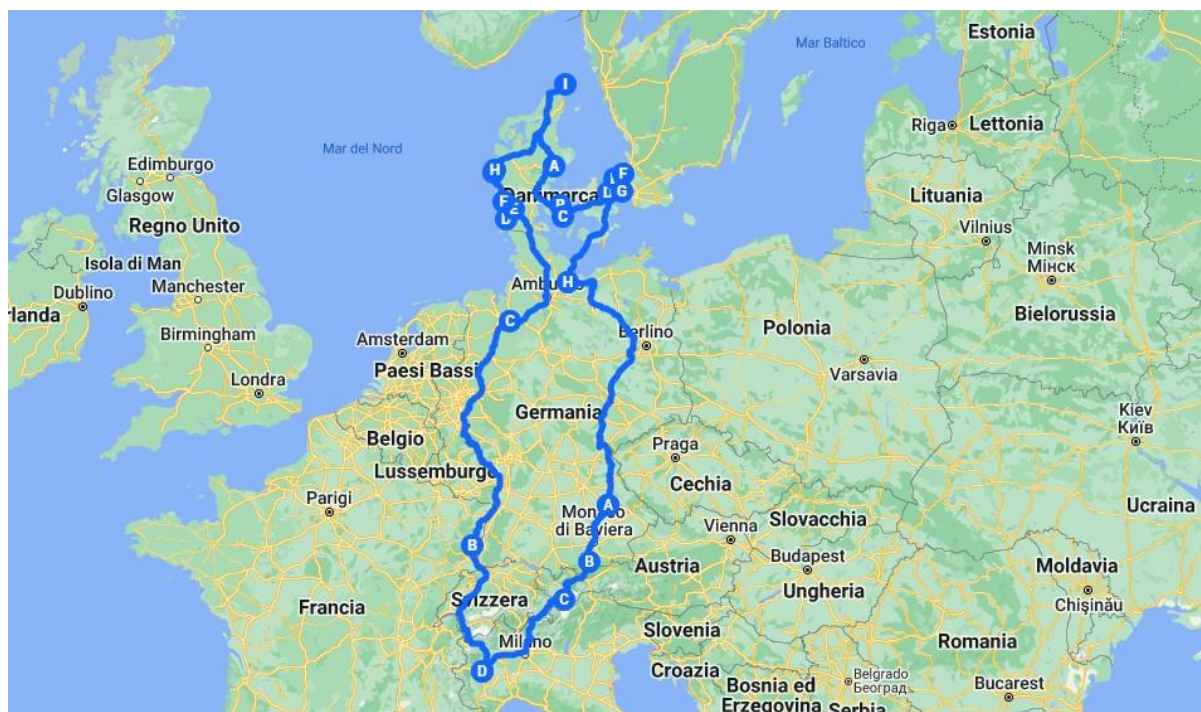 Estonia
Mar Baltico
Riga
Lettonia
I
Mar del Nord
Edimburgo
Glasgow
H
A
F
Danimarca
G
Lituania
Regno Unito
C
Vilnius
Isola di Man
Minsk
Мінск
Dublino
Manchester
H
Bielorussia
rlanda
Birmingham
C
Amsterdam
Berlino
Polonia
Paesi Bassi
Varsavia
Londra
Germania
Kiev
Київ
Belgio
Praga
Lussemburgo
Cechia
Parigi
A
Ucraina
Monaco
di Baviera
Slovacchia
Vienna
B
B
Austria
Budapest
Moldavia
Ungheria
Francia
Svizzera
C
Chișinău
Milano
Slovenia
D
Romania
Croazia
Belgrado
Београд
Bosnia ed
Erzegovina
Serbia
Bucarest